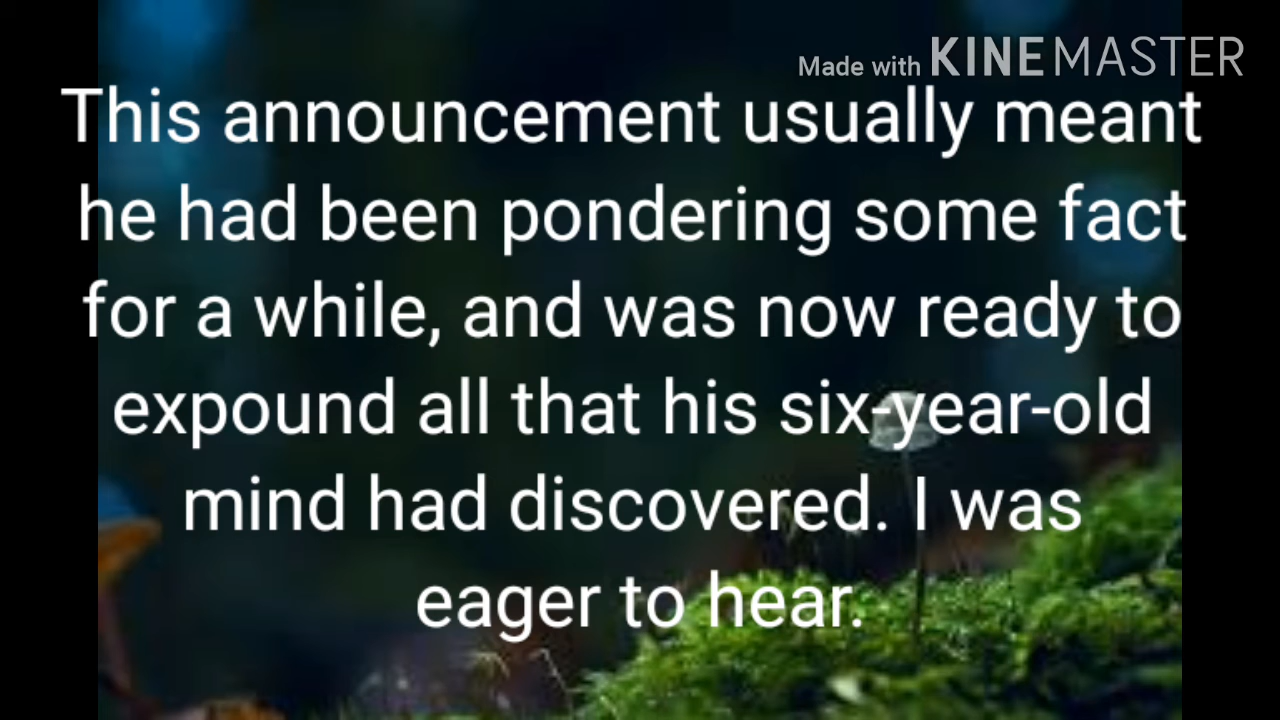 Made with KINEMASTER
This announcement usually meant
he had been pondering some fact
for a while, and was now ready to
expound all that his six-year-old
mind had discovered. I was
eager to hear.